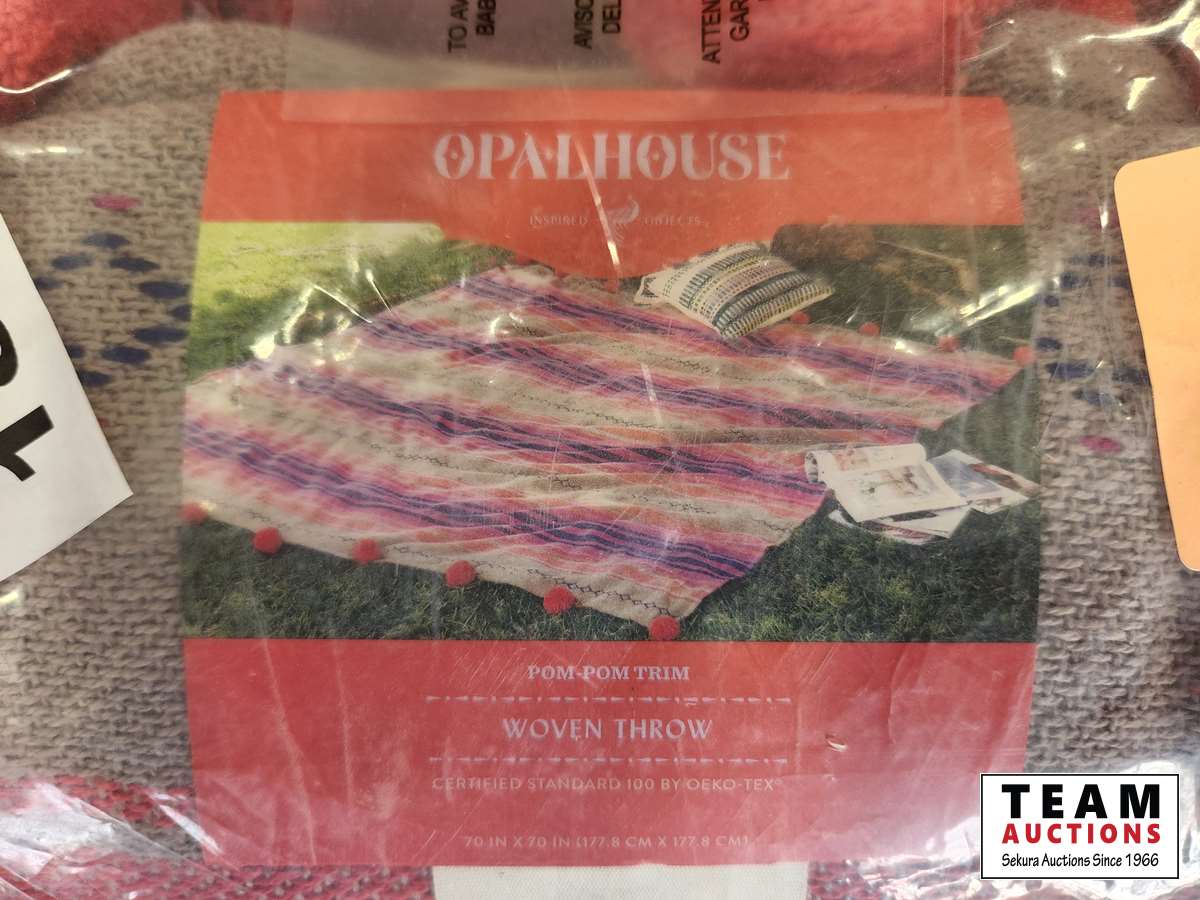 TO AV
BAB
AVISO
DEL
ATTEN
GAR
OPALHOUSE
INSPIRED OBJECTS
POM-POM TRIM
WOVEN THROW
CERTIFIED STANDARD 100 BY OEKO-TEX®
70 IN X 70 IN (177.8 CM X 177.8 CM)
TEAM
AUCTIONS
Sekura Auctions Since 1966